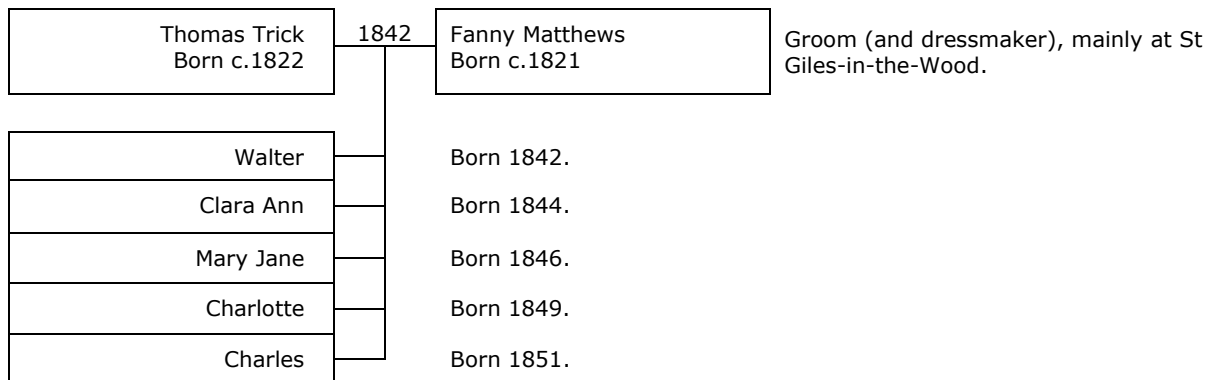 Thomas Trick
Born c.1822
1842
Fanny Matthews
Born c.1821
Groom (and dressmaker), mainly at St
Giles-in-the-Wood.
Walter
Born 1842.
Clara Ann
Born 1844.
Mary Jane
Born 1846.
Charlotte
Born 1849.
Charles
Born 1851.